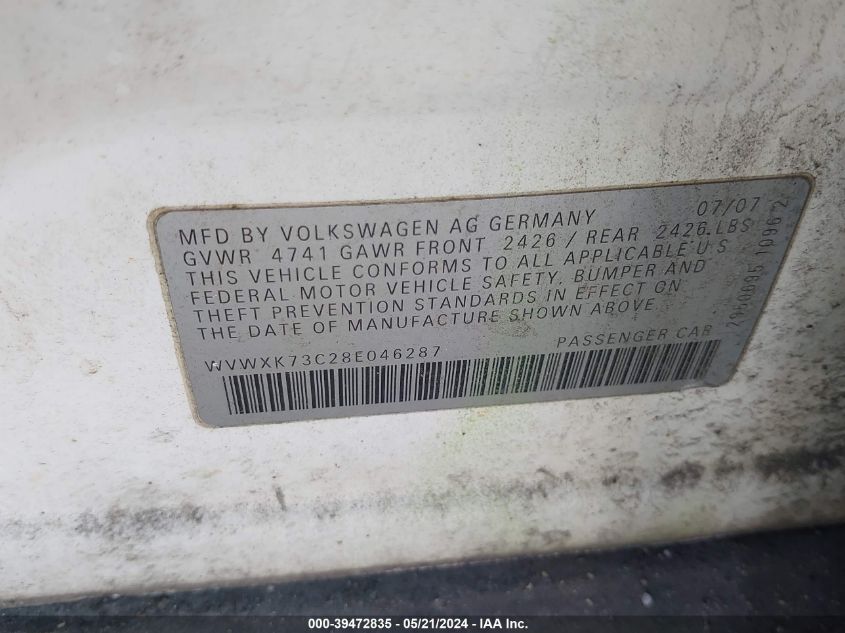 MFD BY VOLKSWAGEN AG GERMANY 07/07
GVWR 4741 GAWR FRONT 2426 / REAR 2426 LBS
THIS VEHICLE CONFORMS TO ALL APPLICABLE U.S
FEDERAL MOTOR VEHICLE SAFETY, BUMPER AND
THEFT PREVENTION STANDARDS IN EFFECT ON
THE DATE OF MANUFACTURE SHOWN ABOVE.
WVWXK73C28E046287 PASSENGER CAR
10962
000-39472835 / 05/21/2024 - IAA Inc.